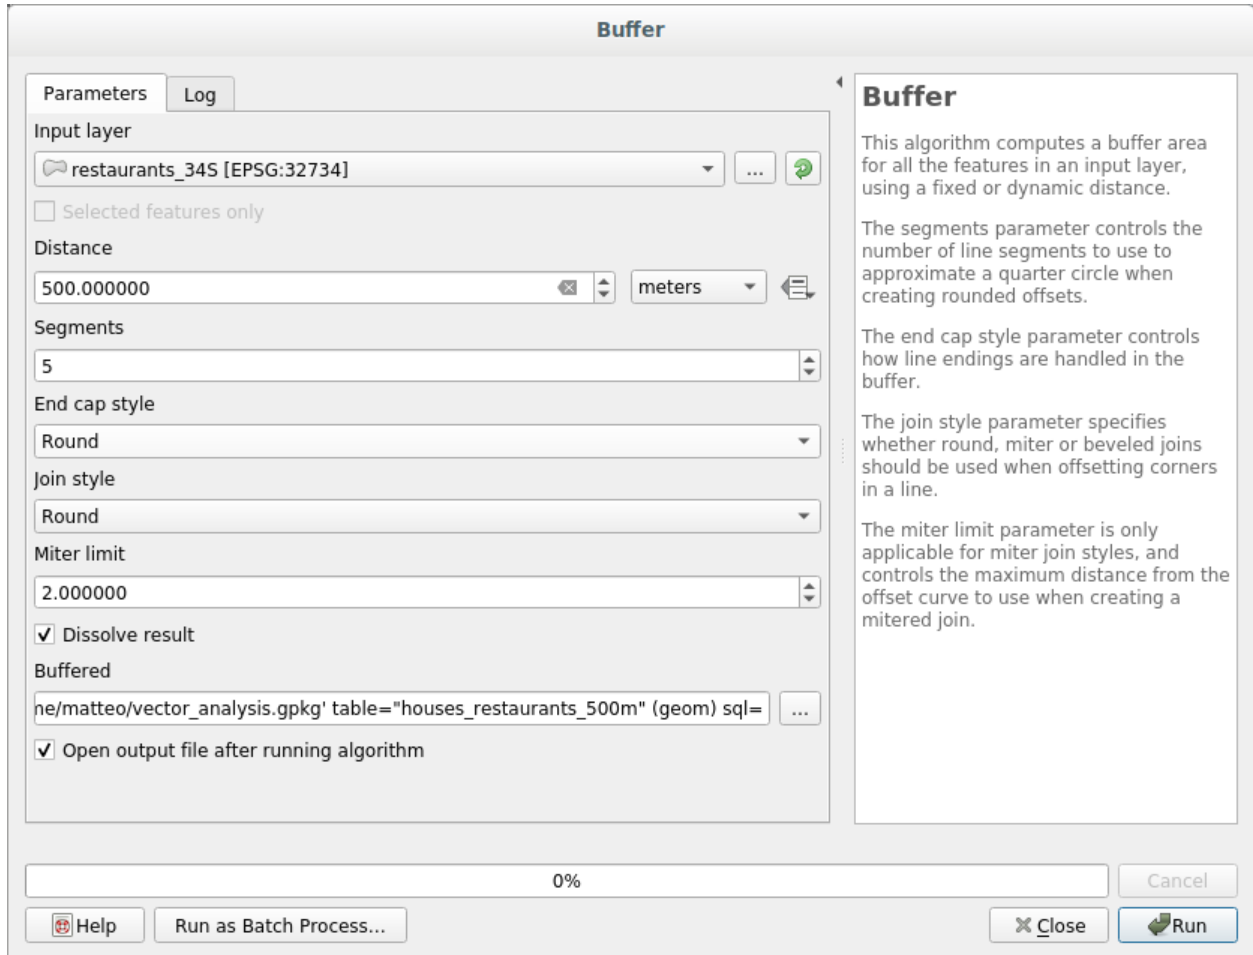 Buffer
Parameters
Log
Input layer
restaurants_34S [EPSG:32734]
...
Selected features only
Distance
500.000000
meters
Segments
5
End cap style
Round
Join style
Round
Miter limit
2.000000
Dissolve result
Buffered
ne/matteo/vector_analysis.gpkg' table="houses_restaurants_500m" (geom) sql=
...
Open output file after running algorithm
Buffer
This algorithm computes a buffer area
for all the features in an input layer,
using a fixed or dynamic distance.
The segments parameter controls the
number of line segments to use to
approximate a quarter circle when
creating rounded offsets.
The end cap style parameter controls
how line endings are handled in the
buffer.
The join style parameter specifies
whether round, miter or beveled joins
should be used when offsetting corners
in a line.
The miter limit parameter is only
applicable for miter join styles, and
controls the maximum distance from the
offset curve to use when creating a
mitered join.
0%
Cancel
Help
Run as Batch Process...
Close
Run